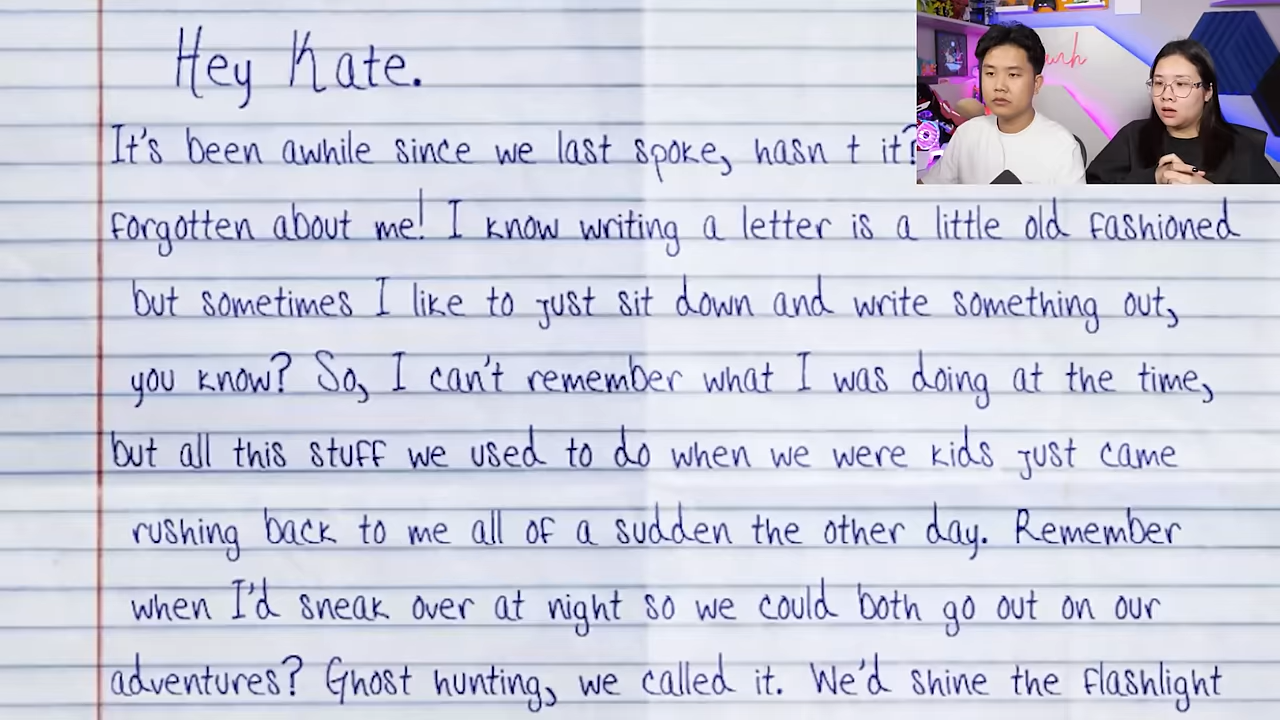 Hey Kate.
It's been awhile since we last spoke, hasn t it?
forgotten about me! I know writing a letter is a little old fashioned
but sometimes I like to just sit down and write something out,
you know? So, I can't remember what I was doing at the time,
but all this stuff we used to do when we were kids just came
rushing back to me all of a sudden the other day. Remember
when I'd sneak over at night so we could both go out on our
adventures? Ghost hunting, we called it. We'd shine the flashlight